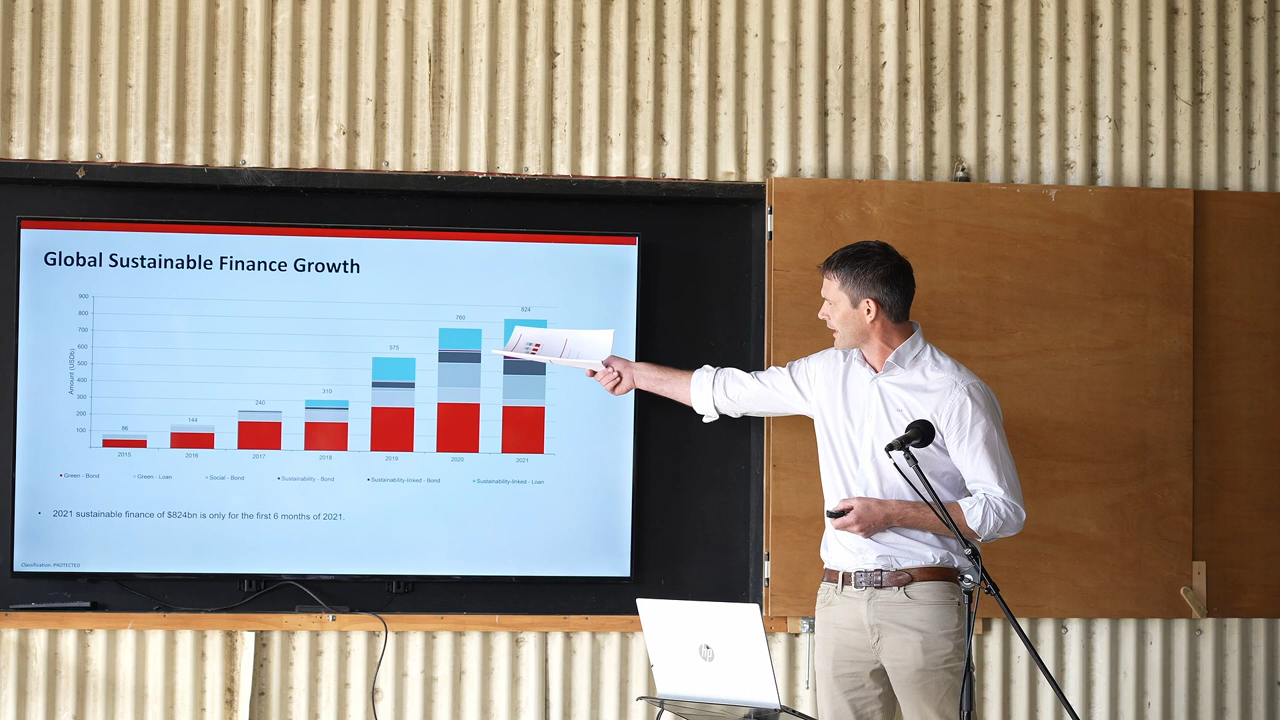 Global Sustainable Finance Growth
900
800
700
600
500
400
300
200
100
Amount (USDb)
86
144
240
310
575
760
824
2015 2016 2017 2018 2019 2020 2021
Green - Bond Green - Loan Social - Bond Sustainability - Bond Sustainability-linked - Bond Sustainability-linked - Loan
• 2021 sustainable finance of $824bn is only for the first 6 months of 2021.
Classification: PROTECTED
hp